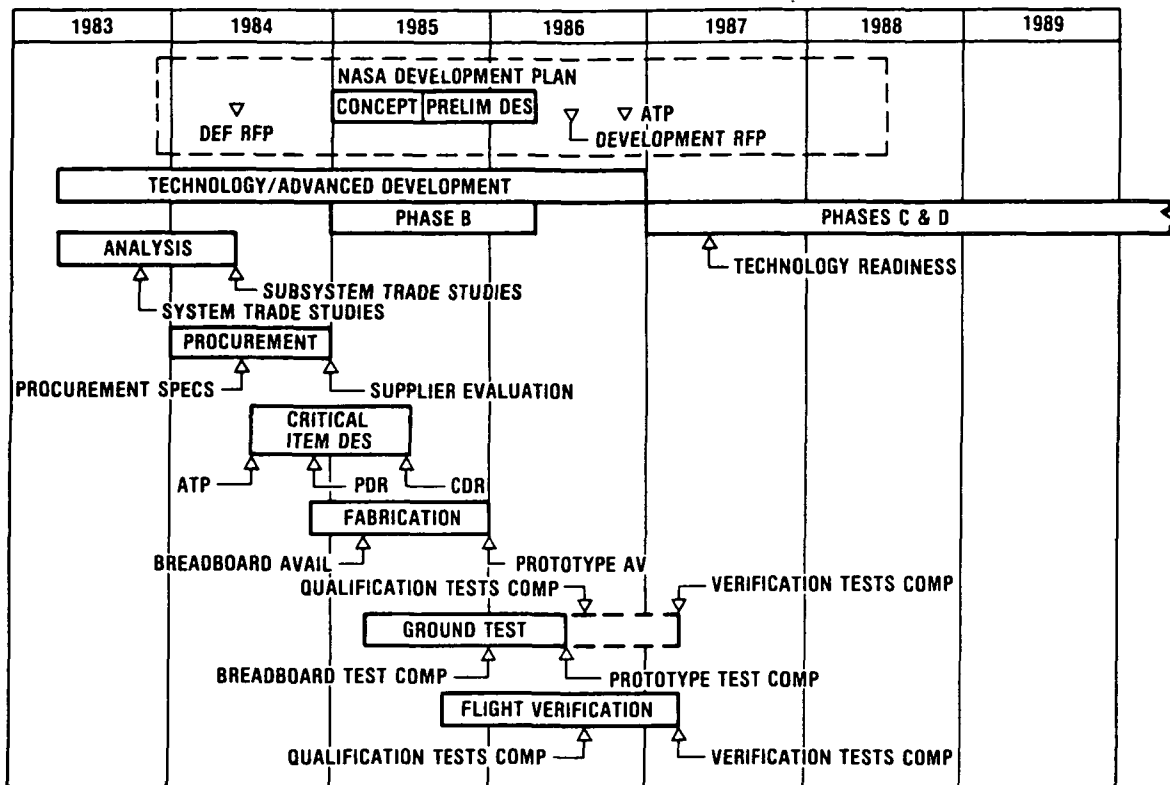 1983 1984 1985 1986 1987 1988 1989
NASA DEVELOPMENT PLAN
CONCEPT PRELIM DES
ATP
DEF RFP
DEVELOPMENT RFP
TECHNOLOGY/ADVANCED DEVELOPMENT
PHASE B
PHASES C & D
ANALYSIS
TECHNOLOGY READINESS
SUBSYSTEM TRADE STUDIES
SYSTEM TRADE STUDIES
PROCUREMENT
PROCUREMENT SPECS
SUPPLIER EVALUATION
CRITICAL
ITEM DES
ATP
PDR
CDR
FABRICATION
BREADBOARD AVAIL
PROTOTYPE AV
QUALIFICATION TESTS COMP
VERIFICATION TESTS COMP
GROUND TEST
BREADBOARD TEST COMP
PROTOTYPE TEST COMP
FLIGHT VERIFICATION
QUALIFICATION TESTS COMP
VERIFICATION TESTS COMP